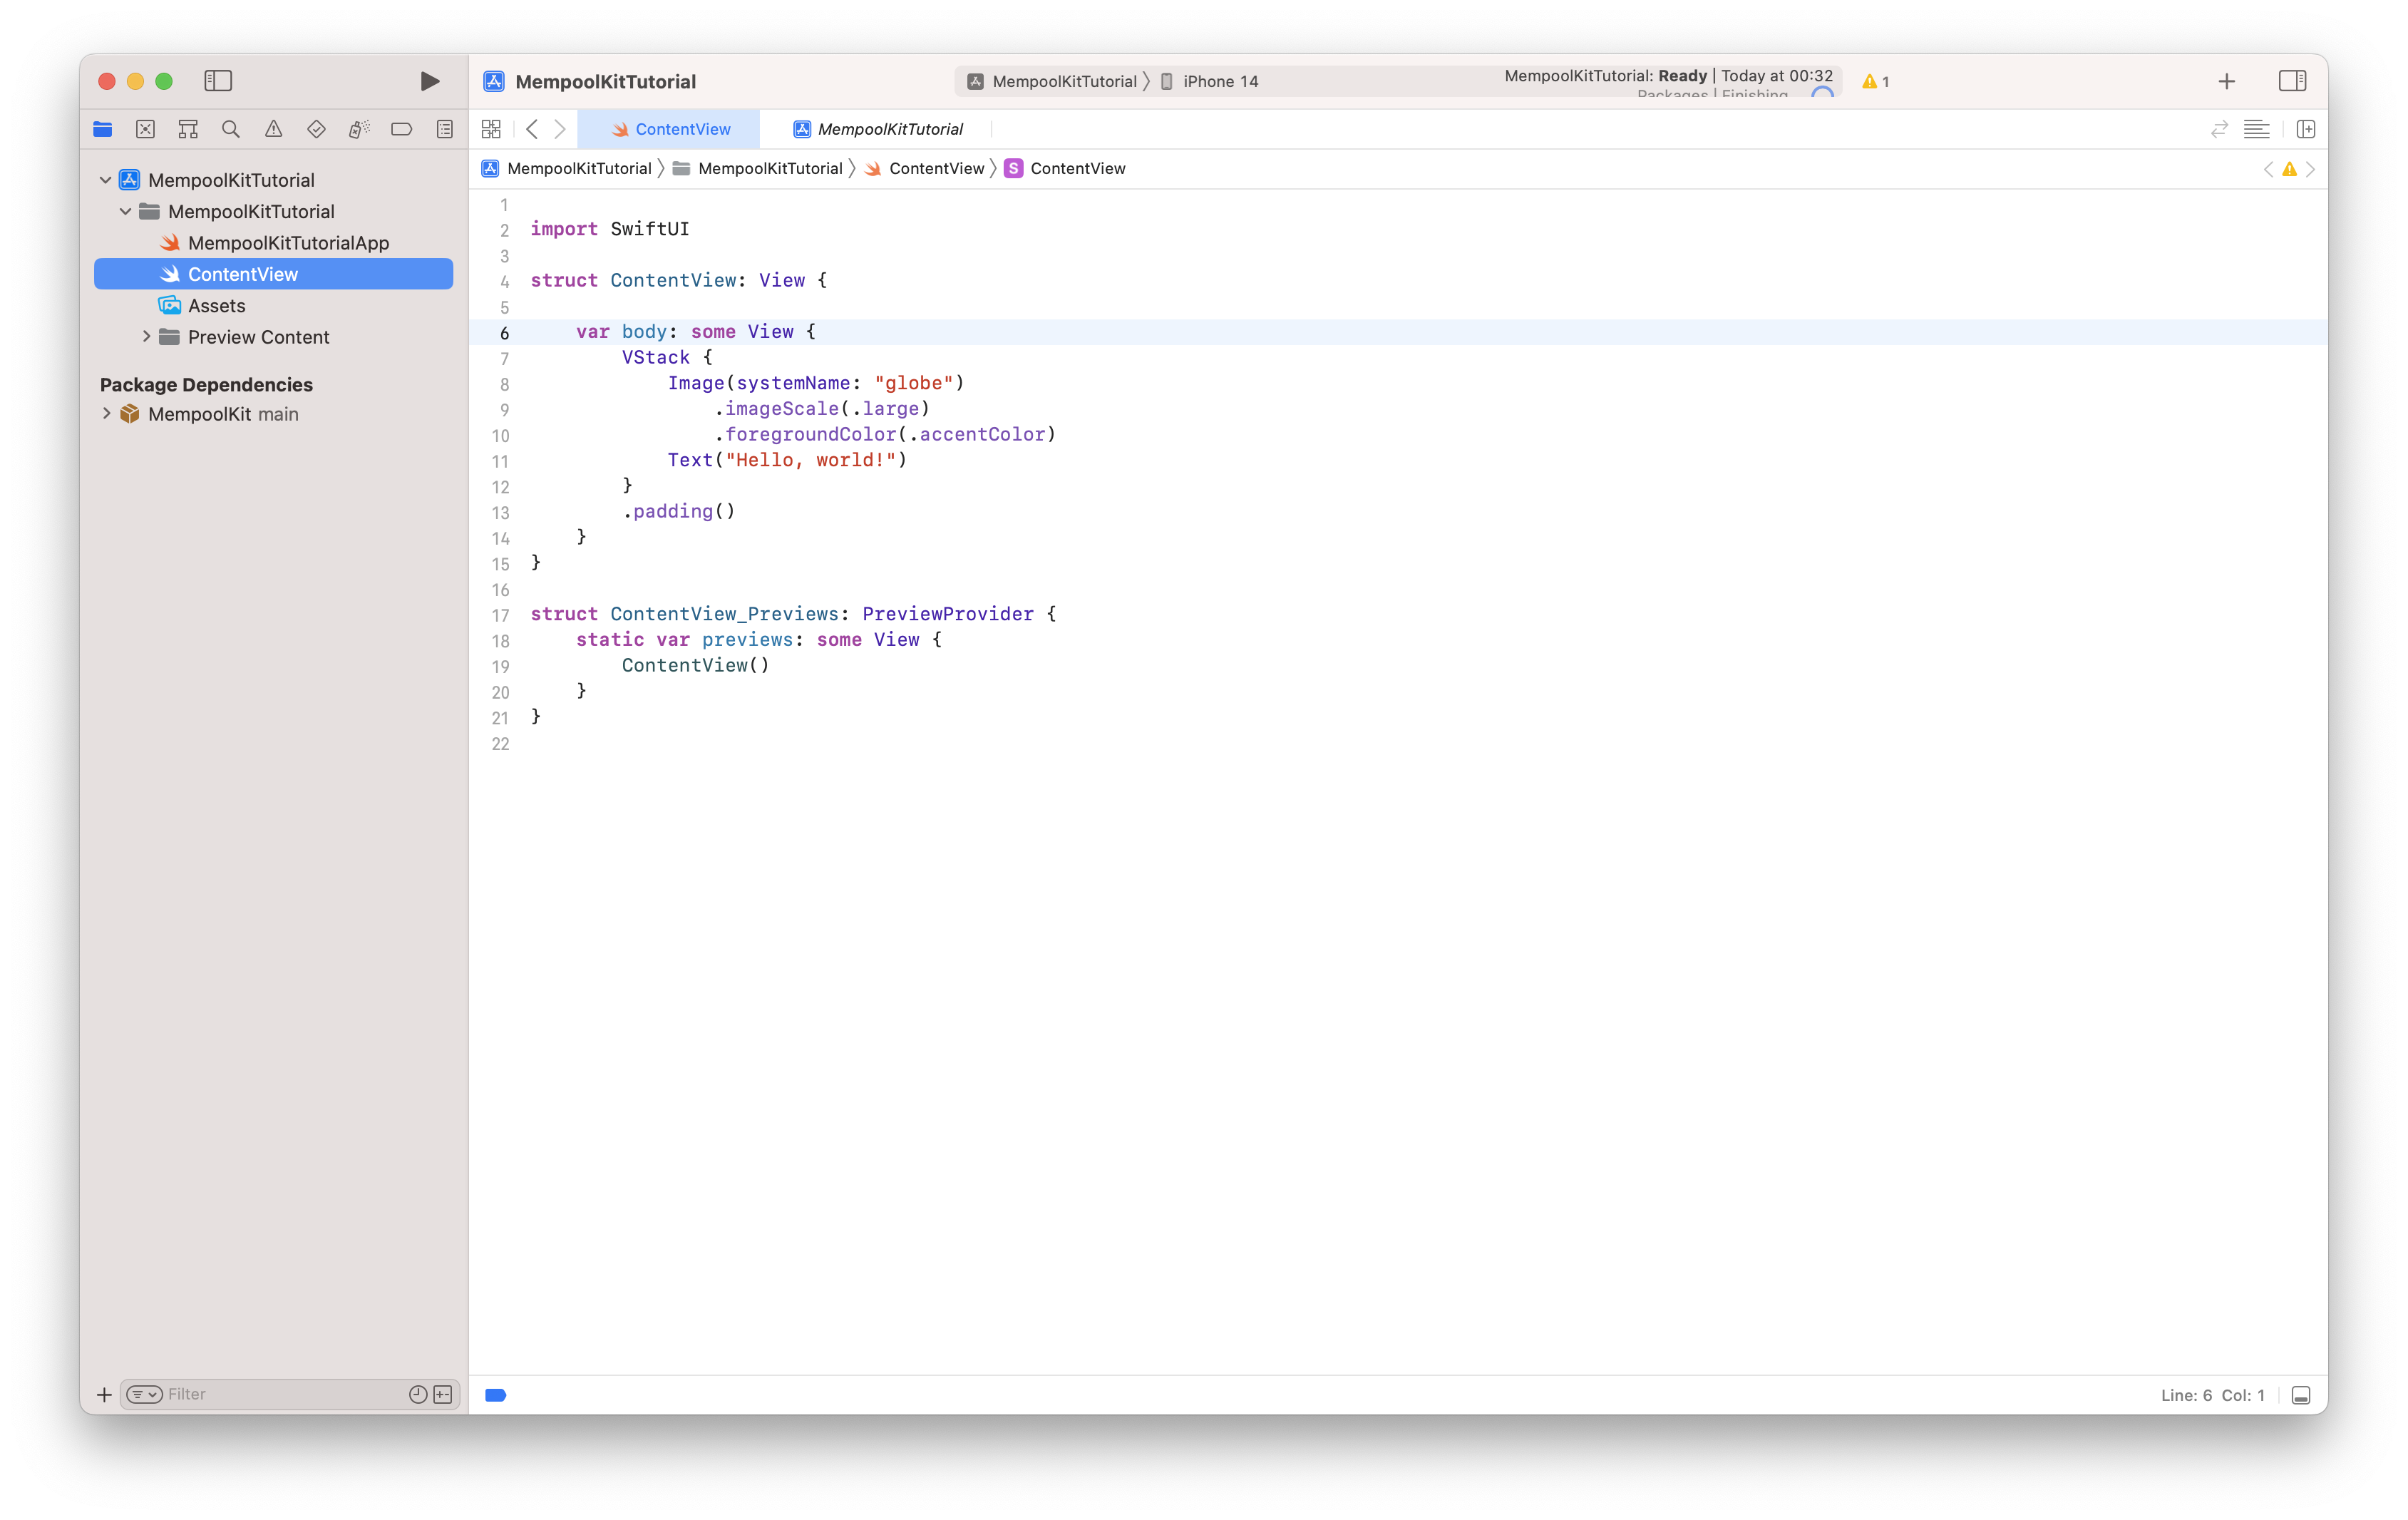 MempoolKitTutorial
MempoolKitTutorial 〉 iPhone 14
MempoolKitTutorial: Ready | Today at 00:32
Packages | Finishing
1
ContentView
MempoolKitTutorial
MempoolKitTutorial 〉 MempoolKitTutorial 〉 ContentView 〉 S ContentView
MempoolKitTutorial
MempoolKitTutorial
MempoolKitTutorialApp
ContentView
Assets
Preview Content
Package Dependencies
MempoolKit main
1
2 import SwiftUI
3
4 struct ContentView: View {
5
6     var body: some View {
7         VStack {
8             Image(systemName: "globe")
9                 .imageScale(.large)
10                 .foregroundColor(.accentColor)
11             Text("Hello, world!")
12         }
13         .padding()
14     }
15 }
16
17 struct ContentView_Previews: PreviewProvider {
18     static var previews: some View {
19         ContentView()
20     }
21 }
22
Filter
Line: 6 Col: 1